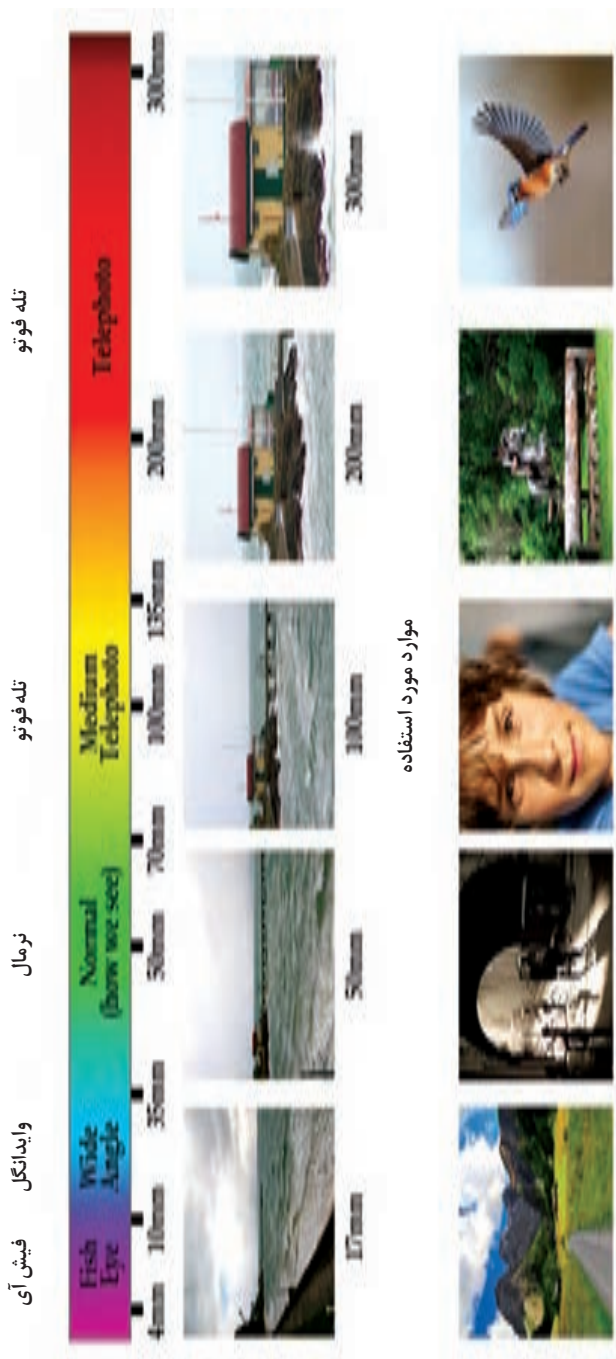 فیش آی
وایدانگل
نرمال
تله فوتو
تله فوتو
Fish
Eye
Wide
Angle
Normal
(how we see)
Medium
Telephoto
Telephoto
4mm 10mm 35mm 50mm 70mm 100mm 135mm 200mm 300mm
17mm 50mm 100mm 200mm 300mm
موارد مورد استفاده